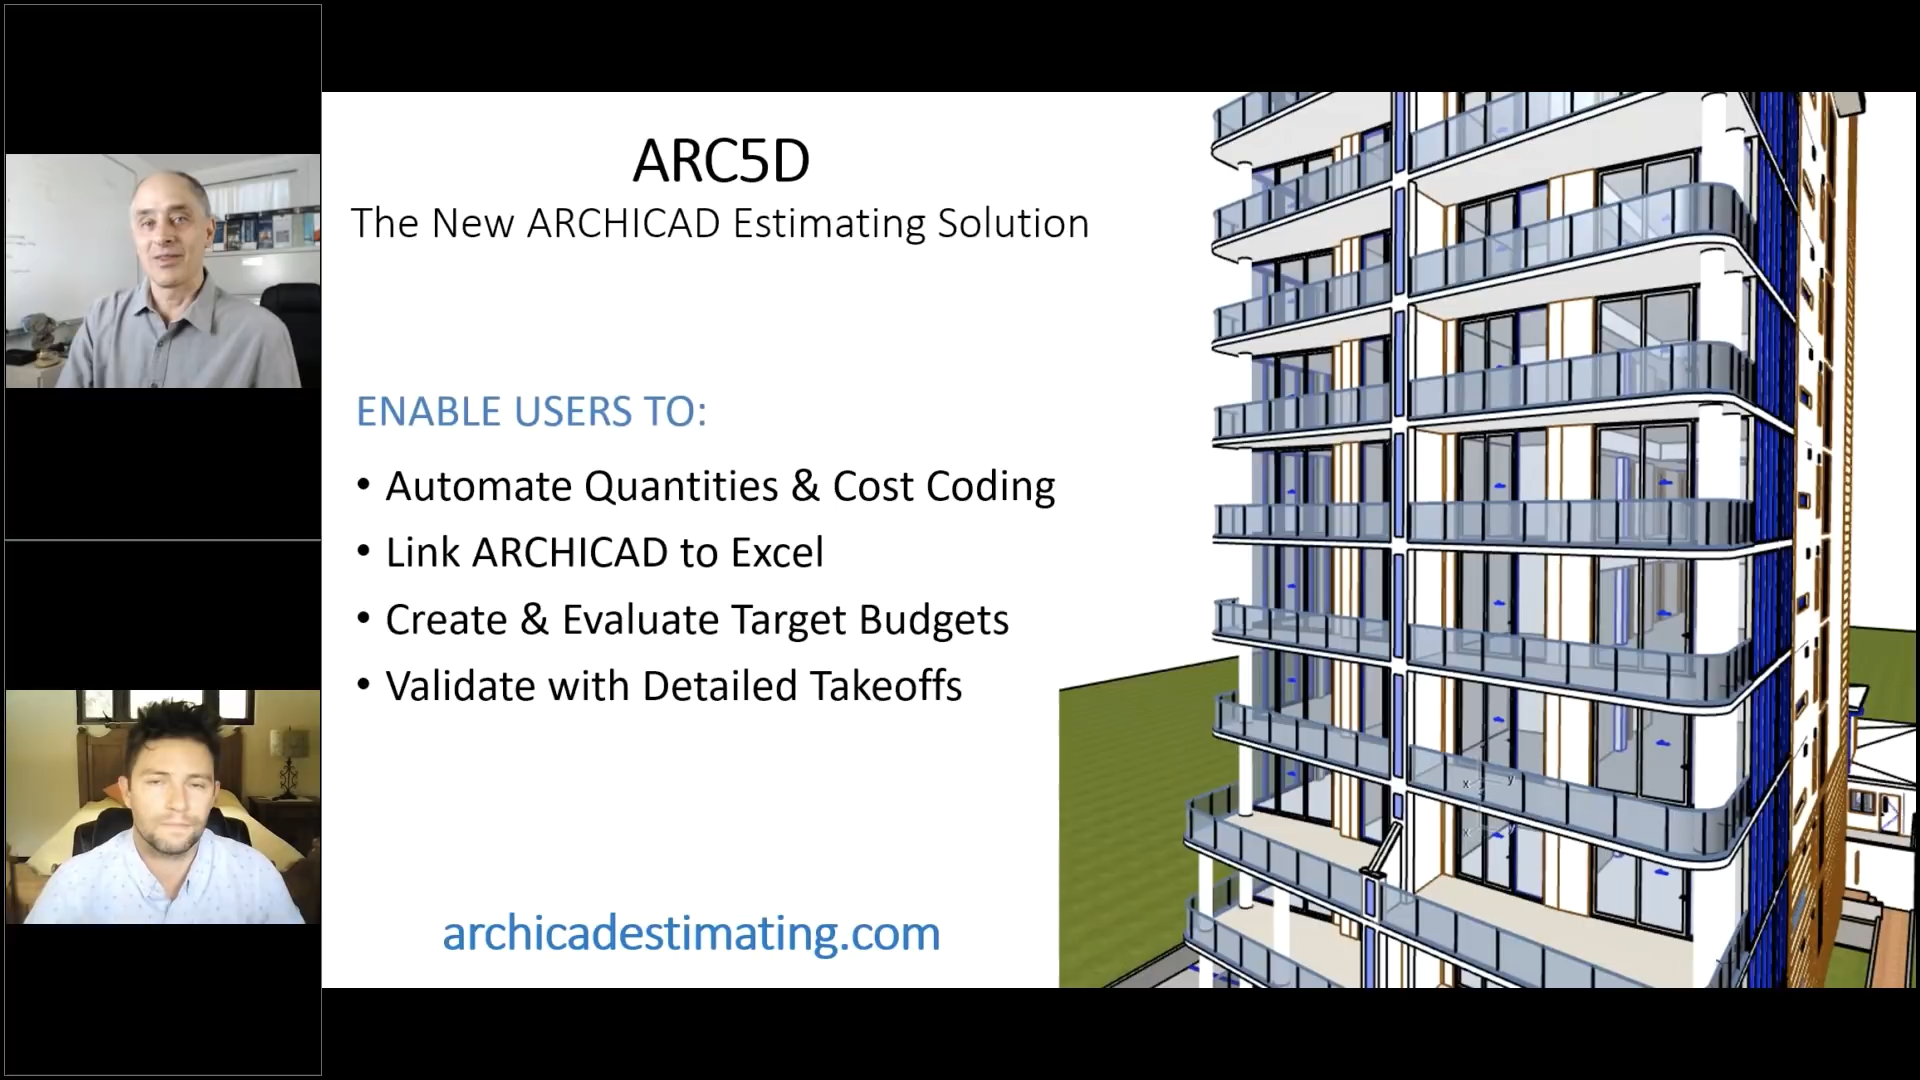 ARC5D
The New ARCHICAD Estimating Solution
ENABLE USERS TO:
• Automate Quantities & Cost Coding
• Link ARCHICAD to Excel
• Create & Evaluate Target Budgets
• Validate with Detailed Takeoffs
archicadestimating.com
x y
x y